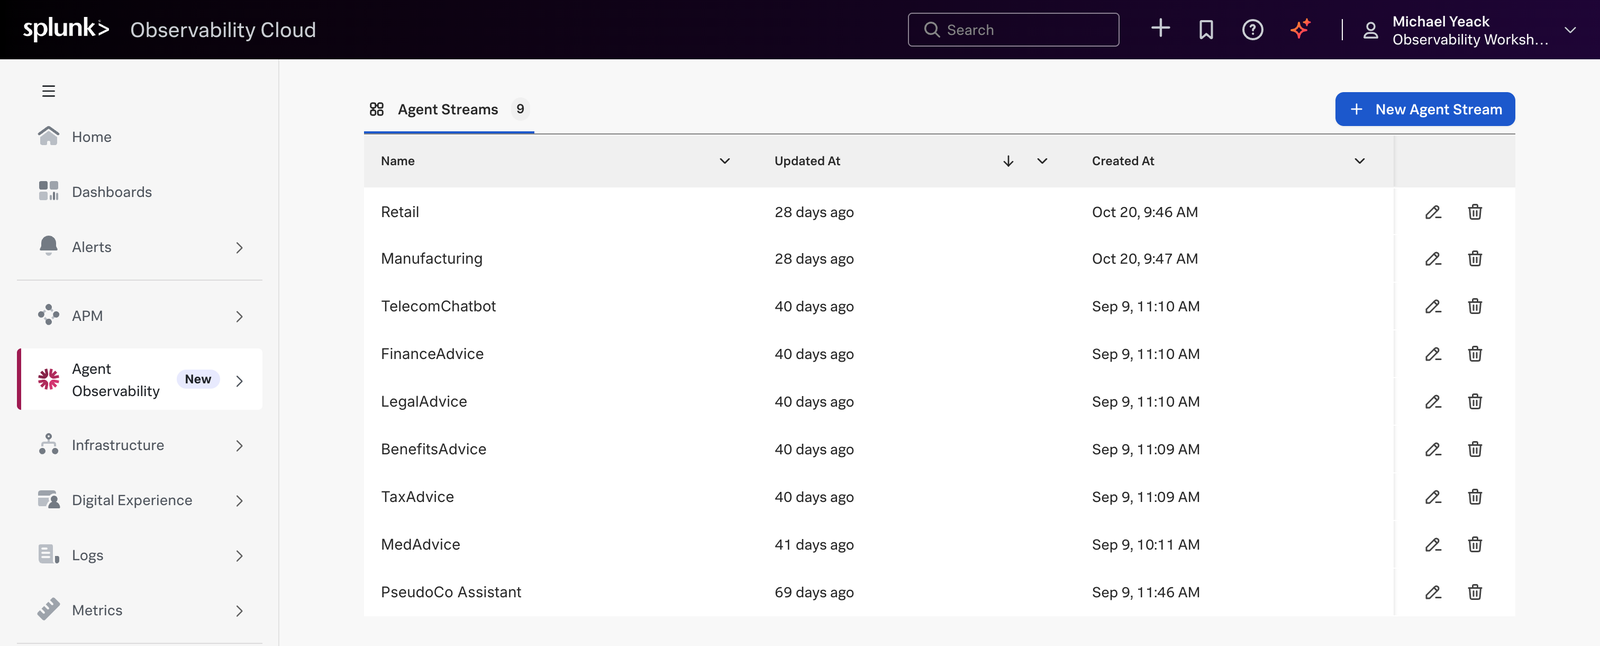 splunk> Observability Cloud
Search
Michael Yeack
Observability Worksh...
Home
Dashboards
Alerts
APM
Agent
Observability
New
Infrastructure
Digital Experience
Logs
Metrics
Agent Streams 9
+ New Agent Stream
Name Updated At Created At
Retail 28 days ago Oct 20, 9:46 AM
Manufacturing 28 days ago Oct 20, 9:47 AM
TelecomChatbot 40 days ago Sep 9, 11:10 AM
FinanceAdvice 40 days ago Sep 9, 11:10 AM
LegalAdvice 40 days ago Sep 9, 11:10 AM
BenefitsAdvice 40 days ago Sep 9, 11:09 AM
TaxAdvice 40 days ago Sep 9, 11:09 AM
MedAdvice 41 days ago Sep 9, 10:11 AM
PseudoCo Assistant 69 days ago Sep 9, 11:46 AM